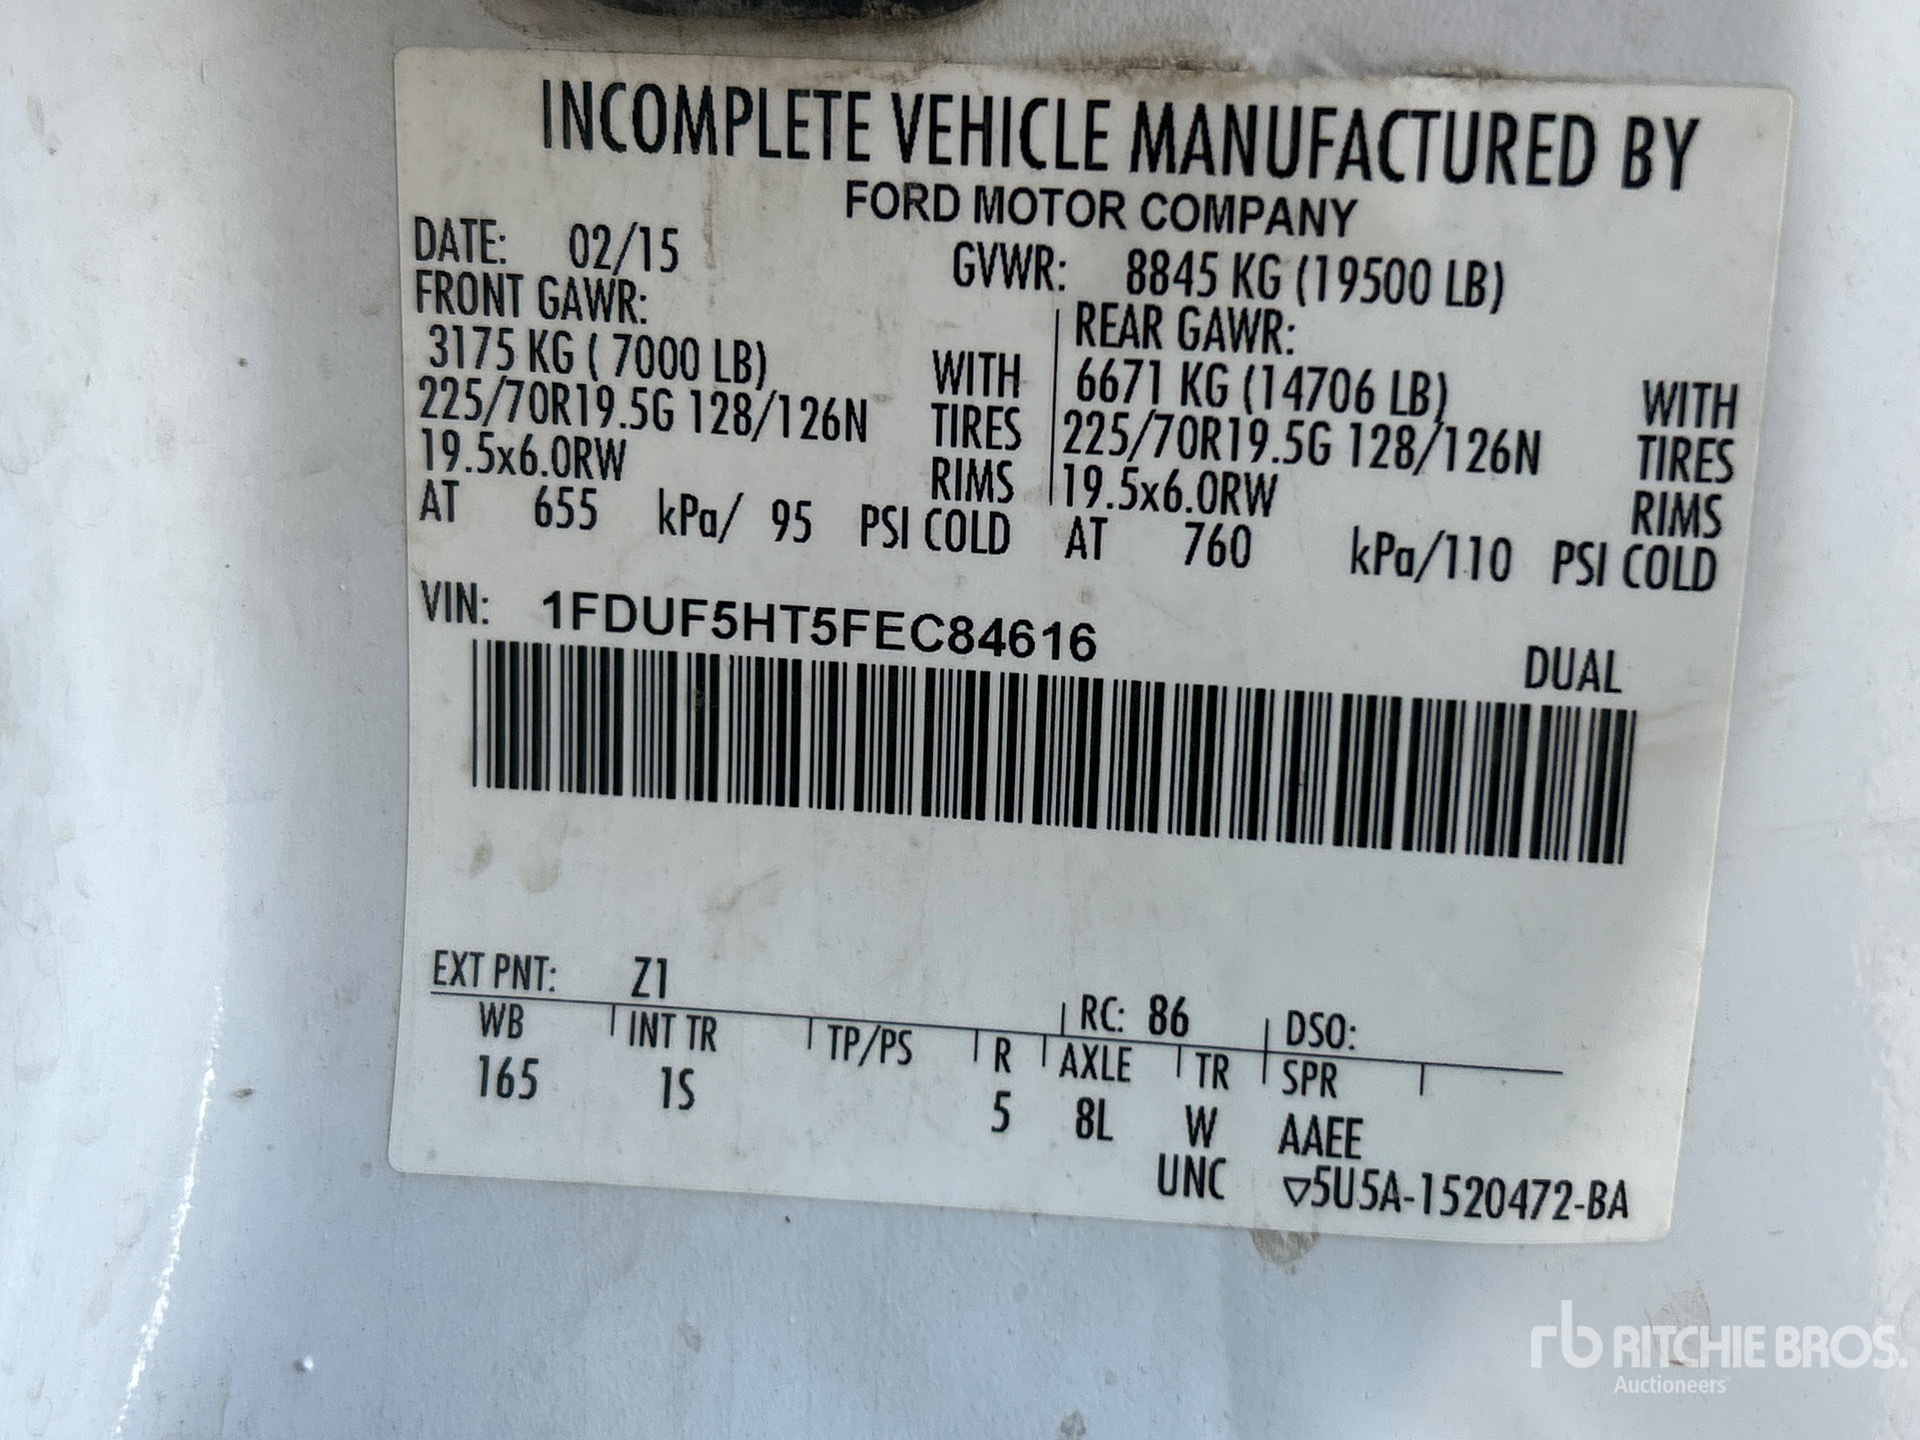 INCOMPLETE VEHICLE MANUFACTURED BY
FORD MOTOR COMPANY
DATE: 02/15 GVWR: 8845 KG (19500 LB)
FRONT GAWR: REAR GAWR:
3175 KG ( 7000 LB) WITH 6671 KG (14706 LB) WITH
225/70R19.5G 128/126N TIRES 225/70R19.5G 128/126N TIRES
19.5x6.0RW RIMS 19.5x6.0RW RIMS
AT 655 kPa/ 95 PSI COLD AT 760 kPa/110 PSI COLD
VIN: 1FDUF5HT5FEC84616
DUAL
EXT PNT: Z1 RC: 86 DSO:
WB INT TR TP/PS R AXLE TR SPR
165 1S 5 8L W AAEE
UNC ▽5U5A-1520472-BA
rb RITCHIE BROS.
Auctioneers